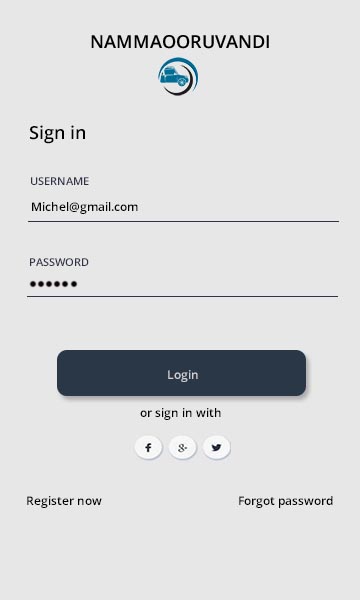 NAMMAOORUVANDI
Sign in
USERNAME
Michel@gmail.com
PASSWORD
Login
or sign in with
f g+
Register now Forgot password